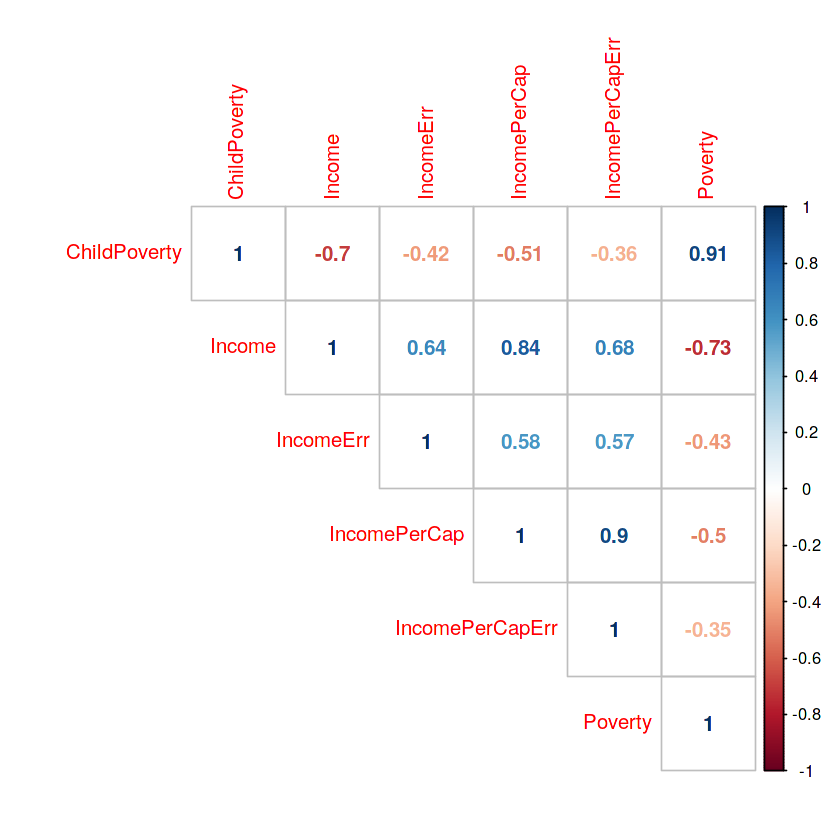 ChildPoverty
Income
IncomeErr
IncomePerCap
IncomePerCapErr
Poverty
ChildPoverty 1 -0.7 -0.42 -0.51 -0.36 0.91
Income 1 0.64 0.84 0.68 -0.73
IncomeErr 1 0.58 0.57 -0.43
IncomePerCap 1 0.9 -0.5
IncomePerCapErr 1 -0.35
Poverty 1
1
0.8
0.6
0.4
0.2
0
-0.2
-0.4
-0.6
-0.8
-1